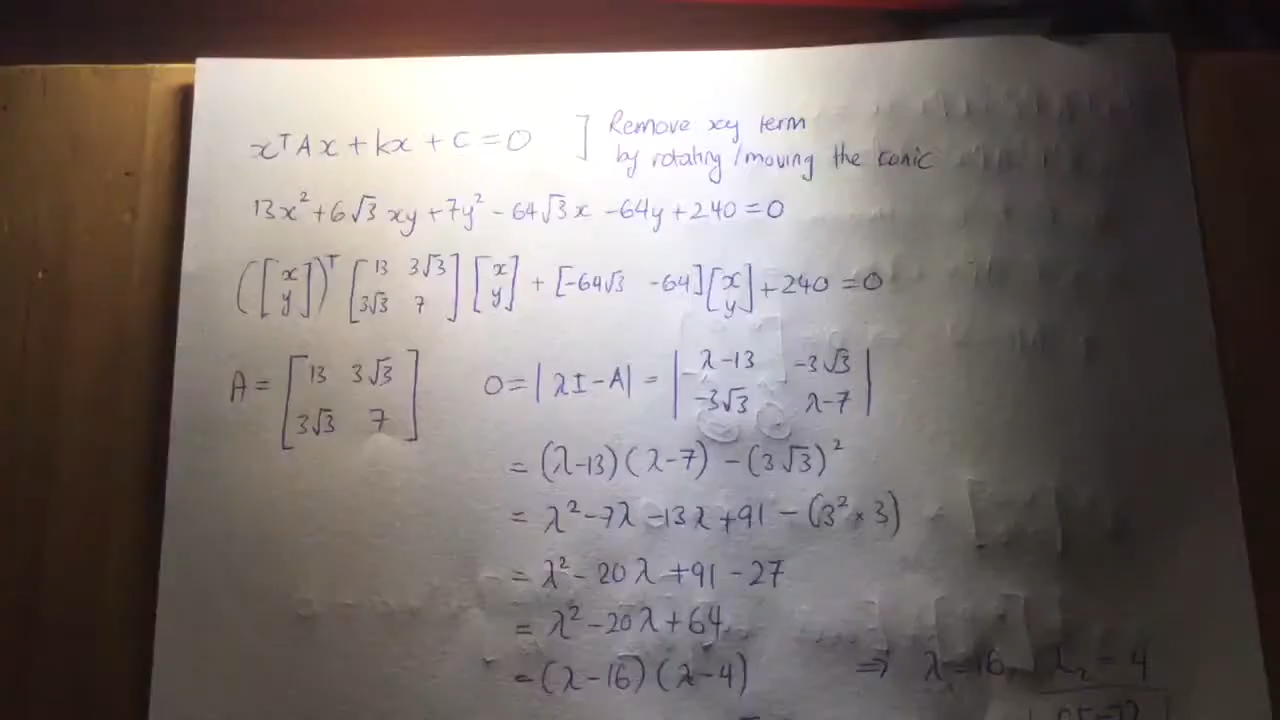 xᵀAx + kx + c = 0 ] Remove xy term
by rotating/moving the conic
13x² + 6√3 xy + 7y² - 64√3x - 64y + 240 = 0
([x y])ᵀ [13 3√3 3√3 7] [x y] + [-64√3 -64] [x y] + 240 = 0
A = [13 3√3 3√3 7] 0 = |λI - A| = |λ-13 -3√3 -3√3 λ-7|
= (λ-13)(λ-7) - (3√3)²
= λ² - 7λ - 13λ + 91 - (3² × 3)
= λ² - 20λ + 91 - 27
= λ² - 20λ + 64
= (λ-16)(λ-4) ⇒ λ = 16, λ₂ = 4